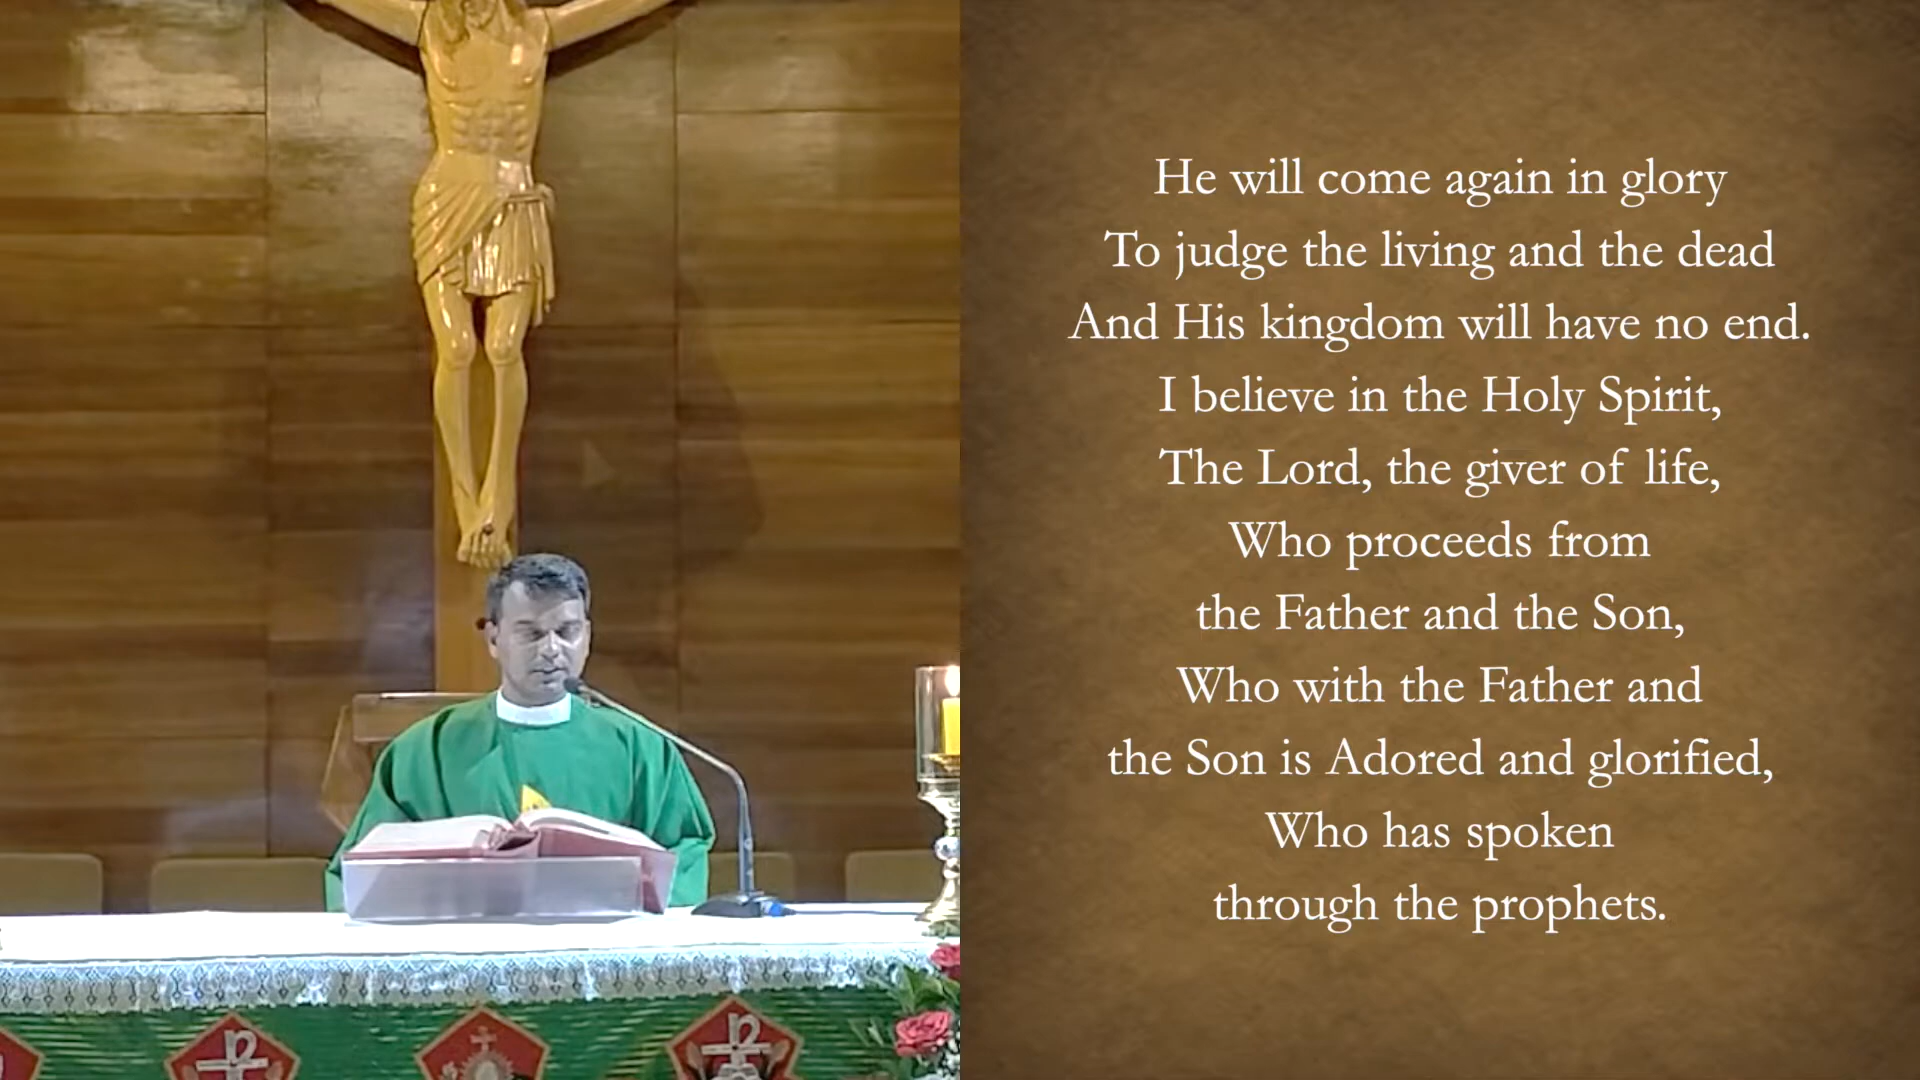 He will come again in glory
To judge the living and the dead
And His kingdom will have no end.
I believe in the Holy Spirit,
The Lord, the giver of life,
Who proceeds from
the Father and the Son,
Who with the Father and
the Son is Adored and glorified,
Who has spoken
through the prophets.